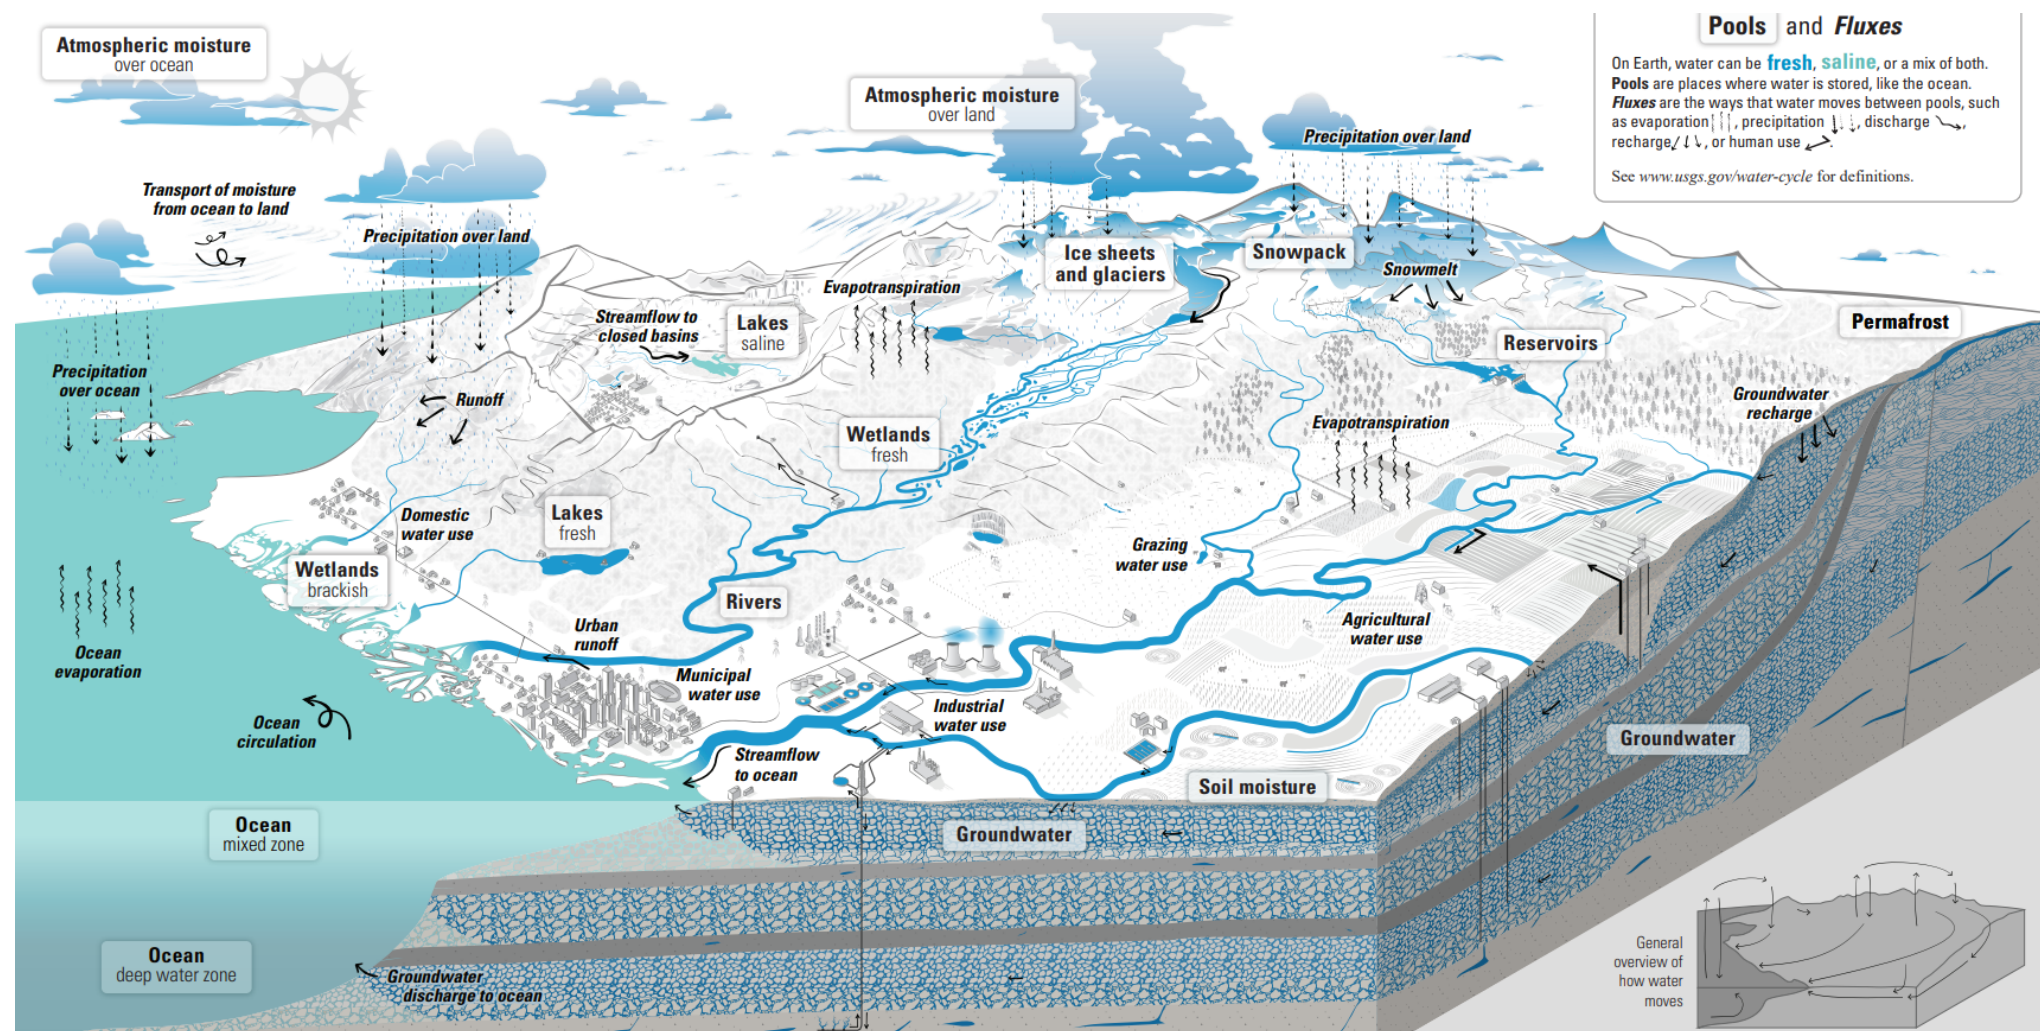 Atmospheric moisture
over ocean
Atmospheric moisture
over land
Pools and Fluxes
On Earth, water can be fresh, saline, or a mix of both.
Pools are places where water is stored, like the ocean.
Fluxes are the ways that water moves between pools, such
as evaporation, precipitation, discharge,
recharge, or human use.
See www.usgs.gov/water-cycle for definitions.
Precipitation over land
Transport of moisture
from ocean to land
Precipitation over land
Ice sheets
and glaciers
Snowpack
Snowmelt
Evapotranspiration
Streamflow to
closed basins
Lakes
saline
Permafrost
Reservoirs
Precipitation
over ocean
Runoff
Groundwater
recharge
Wetlands
fresh
Evapotranspiration
Domestic
water use
Lakes
fresh
Grazing
water use
Wetlands
brackish
Rivers
Agricultural
water use
Urban
runoff
Ocean
evaporation
Municipal
water use
Industrial
water use
Ocean
circulation
Groundwater
Streamflow
to ocean
Soil moisture
Ocean
mixed zone
Groundwater
Ocean
deep water zone
Groundwater
discharge to ocean
General
overview of
how water
moves